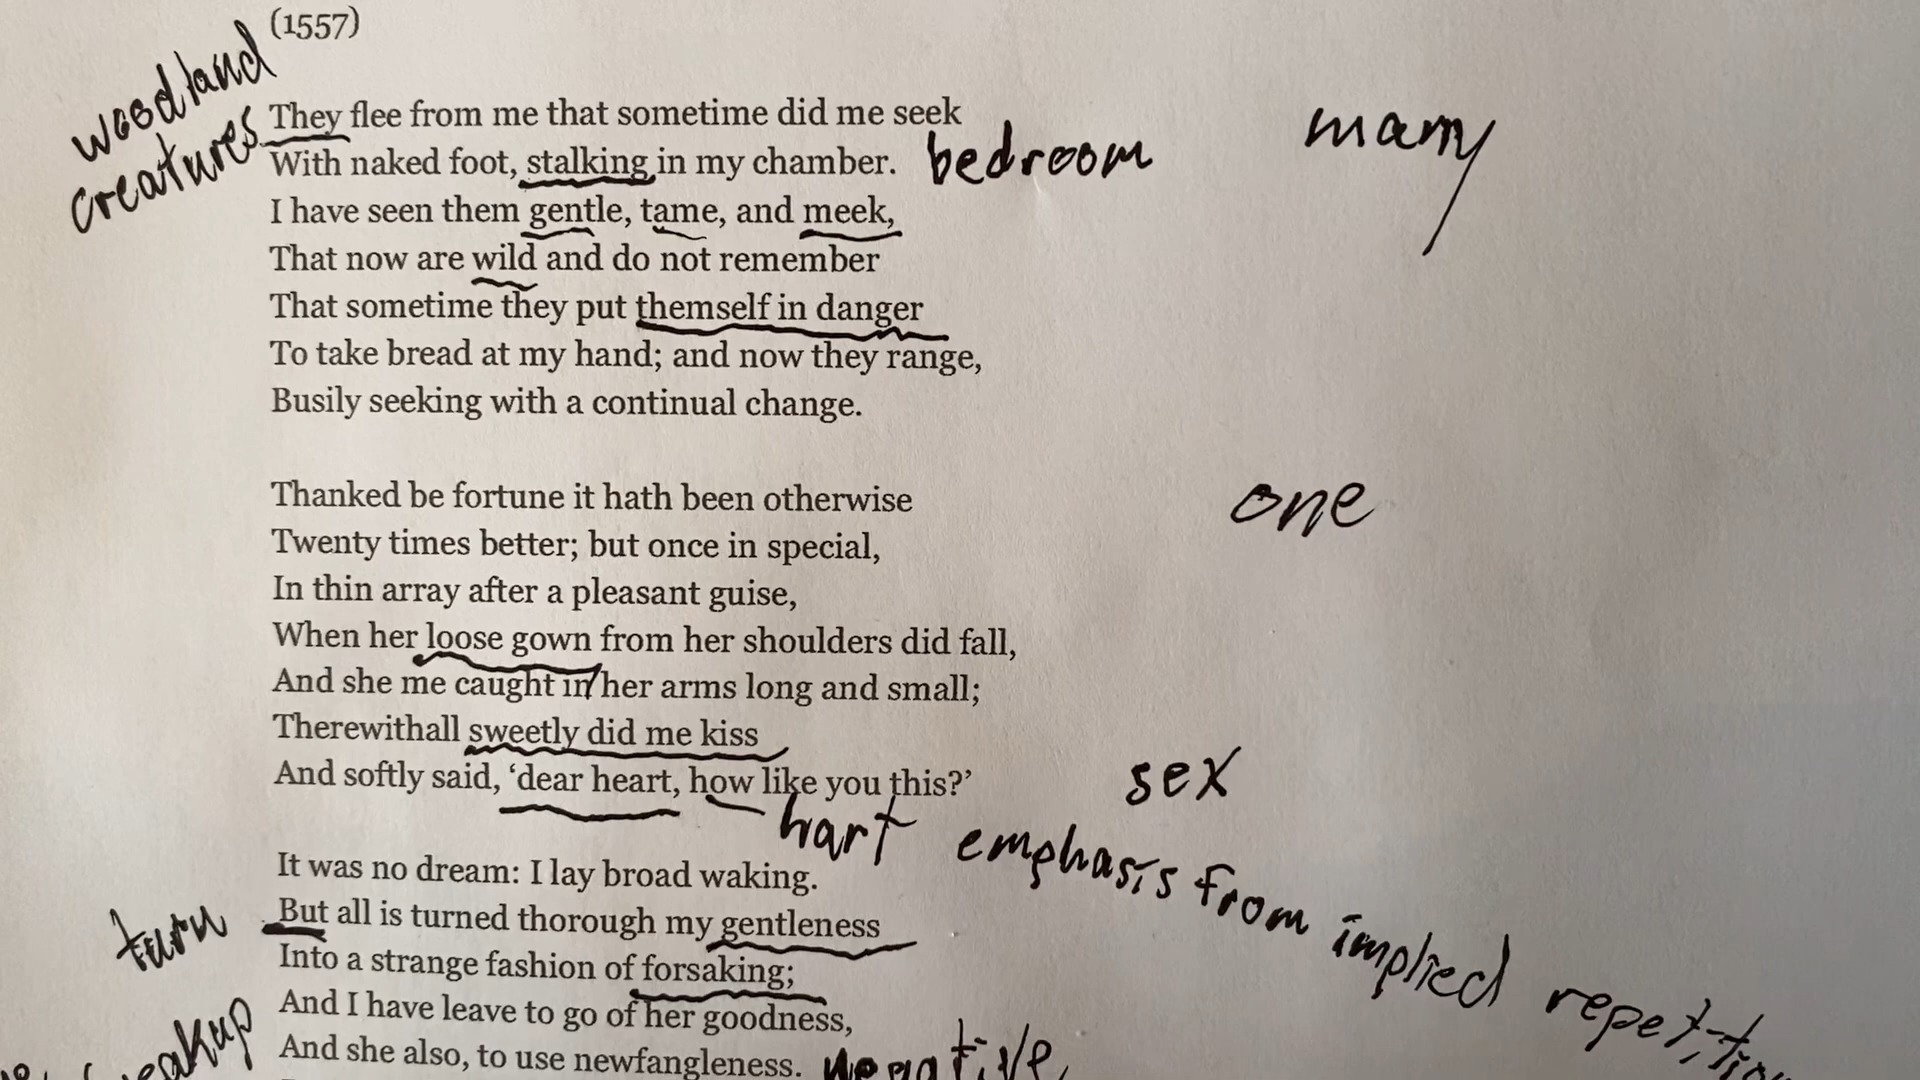 (1557)
woodland
creatures
They flee from me that sometime did me seek
many
With naked foot, stalking in my chamber.
bedroom
I have seen them gentle, tame, and meek,
That now are wild and do not remember
That sometime they put themself in danger
To take bread at my hand; and now they range,
Busily seeking with a continual change.
Thanked be fortune it hath been otherwise
one
Twenty times better; but once in special,
In thin array after a pleasant guise,
When her loose gown from her shoulders did fall,
And she me caught in her arms long and small;
Therewithall sweetly did me kiss
And softly said, ‘dear heart, how like you this?’
sex
hart
emphasis from implied repetition
It was no dream: I lay broad waking.
turn
But all is turned thorough my gentleness
Into a strange fashion of forsaking;
And I have leave to go of her goodness,
And she also, to use newfangleness.
negative